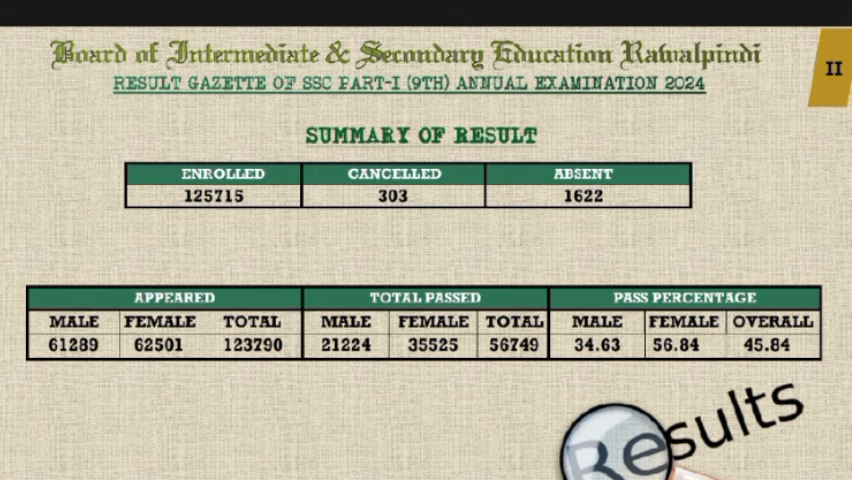 Board of Intermediate & Secondary Education Rawalpindi
RESULT GAZETTE OF SSC PART-I (9TH) ANNUAL EXAMINATION 2024
II
SUMMARY OF RESULT
ENROLLED CANCELLED ABSENT
125715 303 1622
APPEARED TOTAL PASSED PASS PERCENTAGE
MALE FEMALE TOTAL MALE FEMALE TOTAL MALE FEMALE OVERALL
61289 62501 123790 21224 35525 56749 34.63 56.84 45.84
Results